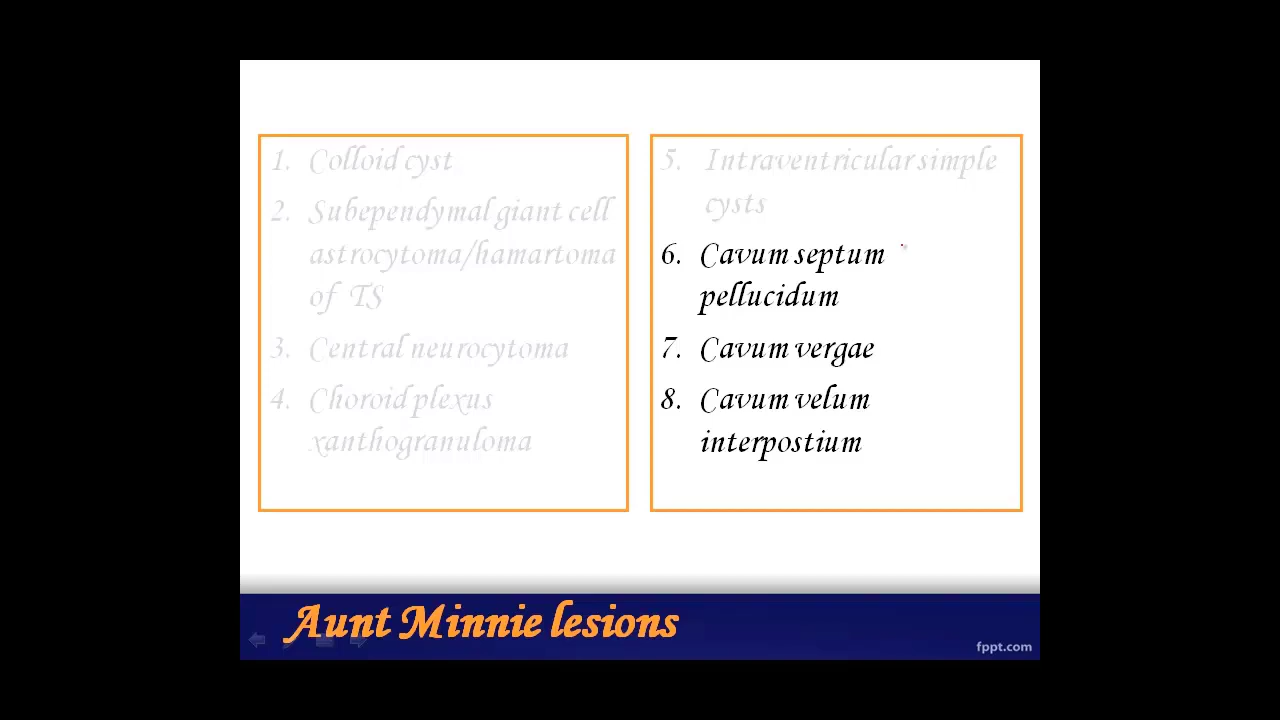 1. Colloid cyst
2. Subependymal giant cell
astrocytoma/hamartoma
of TS
3. Central neurocytoma
4. Choroid plexus
xanthogranuloma
5. Intraventricular simple
cysts
6. Cavum septum
pellucidum
7. Cavum vergae
8. Cavum velum
interpostium
Aunt Minnie lesions
fppt.com